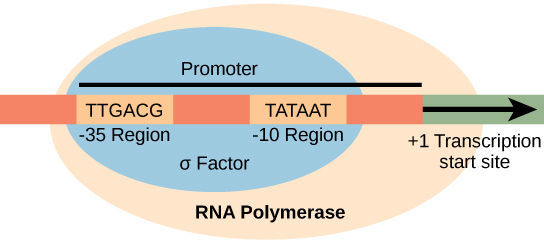 Promoter
TTGACG
TATAAT
-35 Region
-10 Region
+1 Transcription
start site
σ Factor
RNA Polymerase